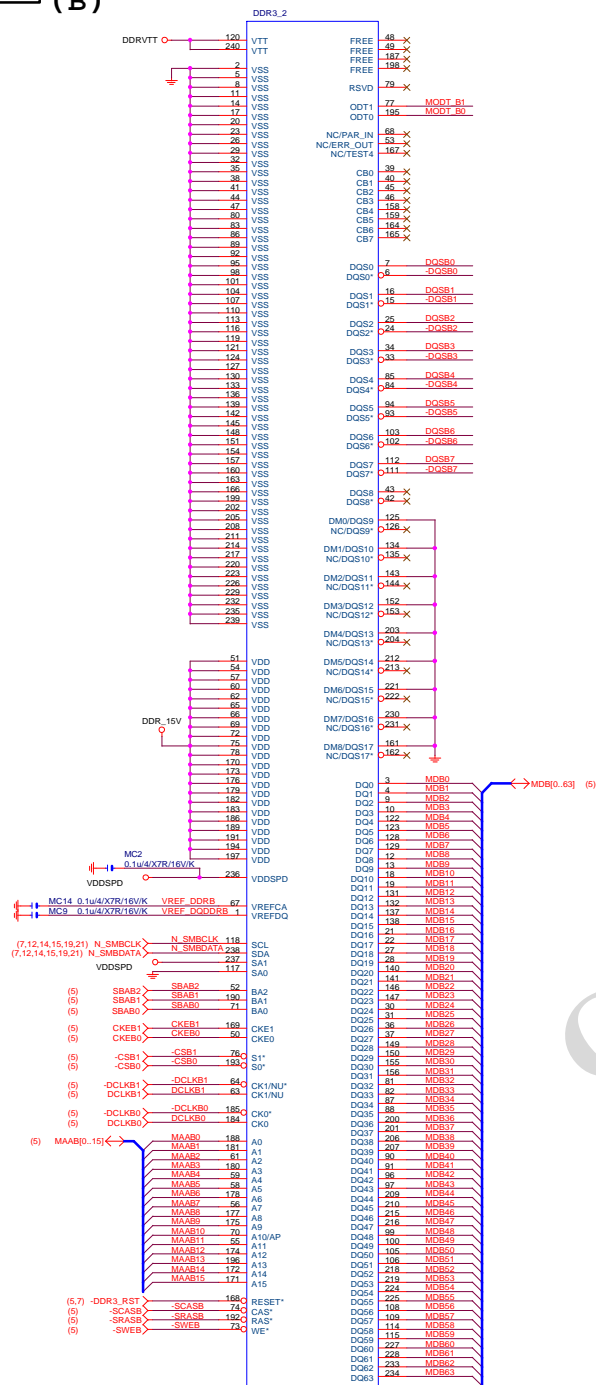 (B)
DDR3_2
DDRVTT 120 VTT
240 VTT
2 VSS
5 VSS
8 VSS
11 VSS
14 VSS
17 VSS
20 VSS
23 VSS
26 VSS
29 VSS
32 VSS
35 VSS
38 VSS
41 VSS
44 VSS
47 VSS
80 VSS
83 VSS
86 VSS
89 VSS
92 VSS
95 VSS
98 VSS
101 VSS
104 VSS
107 VSS
110 VSS
113 VSS
116 VSS
119 VSS
121 VSS
124 VSS
127 VSS
130 VSS
133 VSS
136 VSS
139 VSS
142 VSS
145 VSS
148 VSS
151 VSS
154 VSS
157 VSS
160 VSS
163 VSS
166 VSS
199 VSS
202 VSS
205 VSS
208 VSS
211 VSS
214 VSS
217 VSS
220 VSS
223 VSS
226 VSS
229 VSS
232 VSS
235 VSS
239 VSS
51 VDD
54 VDD
57 VDD
60 VDD
62 VDD
65 VDD
66 VDD
69 VDD
DDR_15V
72 VDD
75 VDD
78 VDD
170 VDD
173 VDD
176 VDD
179 VDD
182 VDD
183 VDD
186 VDD
189 VDD
191 VDD
194 VDD
197 VDD
MC2
0.1u/4/X7R/16V/K
VDDSPD 236 VDDSPD
MC14 0.1u/4/X7R/16V/K VREF_DDRB 67 VREFCA
MC9 0.1u/4/X7R/16V/K VREF_DQDDRB 1 VREFDQ
(7,12,14,15,19,21) N_SMBCLK N_SMBCLK 118 SCL
(7,12,14,15,19,21) N_SMBDATA N_SMBDATA 238 SDA
VDDSPD 237 SA1
117 SA0
(5) SBAB2 SBAB2 52 BA2
(5) SBAB1 SBAB1 190 BA1
(5) SBAB0 SBAB0 71 BA0
(5) CKEB1 CKEB1 169 CKE1
(5) CKEB0 CKEB0 50 CKE0
(5) -CSB1 -CSB1 76 S1*
(5) -CSB0 -CSB0 193 S0*
(5) -DCLKB1 -DCLKB1 64 CK1/NU*
(5) DCLKB1 DCLKB1 63 CK1/NU
(5) -DCLKB0 -DCLKB0 185 CK0*
(5) DCLKB0 DCLKB0 184 CK0
(5) MAAB[0..15] MAAB0 188 A0
MAAB1 181 A1
MAAB2 61 A2
MAAB3 180 A3
MAAB4 59 A4
MAAB5 58 A5
MAAB6 178 A6
MAAB7 56 A7
MAAB8 177 A8
MAAB9 175 A9
MAAB10 70 A10/AP
MAAB11 55 A11
MAAB12 174 A12
MAAB13 196 A13
MAAB14 172 A14
MAAB15 171 A15
(5,7) -DDR3_RST 168 RESET*
(5) -SCASB -SCASB 74 CAS*
(5) -SRASB -SRASB 192 RAS*
(5) -SWEB -SWEB 73 WE*
FREE 48
FREE 49
FREE 187
FREE 198
RSVD 79
ODT1 77 MODT_B1
ODT0 195 MODT_B0
NC/PAR_IN 68
NC/ERR_OUT 53
NC/TEST4 167
CB0 39
CB1 40
CB2 45
CB3 46
CB4 158
CB5 159
CB6 164
CB7 165
DQS0 7 DQSB0
DQS0* 6 -DQSB0
DQS1 16 DQSB1
DQS1* 15 -DQSB1
DQS2 25 DQSB2
DQS2* 24 -DQSB2
DQS3 34 DQSB3
DQS3* 33 -DQSB3
DQS4 85 DQSB4
DQS4* 84 -DQSB4
DQS5 94 DQSB5
DQS5* 93 -DQSB5
DQS6 103 DQSB6
DQS6* 102 -DQSB6
DQS7 112 DQSB7
DQS7* 111 -DQSB7
DQS8 43
DQS8* 42
DM0/DQS9 125
NC/DQS9* 126
DM1/DQS10 134
NC/DQS10* 135
DM2/DQS11 143
NC/DQS11* 144
DM3/DQS12 152
NC/DQS12* 153
DM4/DQS13 203
NC/DQS13* 204
DM5/DQS14 212
NC/DQS14* 213
DM6/DQS15 221
NC/DQS15* 222
DM7/DQS16 230
NC/DQS16* 231
DM8/DQS17 161
NC/DQS17* 162
DQ0 3 MDB0 MDB[0..63] (5)
DQ1 4 MDB1
DQ2 9 MDB2
DQ3 10 MDB3
DQ4 122 MDB4
DQ5 123 MDB5
DQ6 128 MDB6
DQ7 129 MDB7
DQ8 12 MDB8
DQ9 13 MDB9
DQ10 18 MDB10
DQ11 19 MDB11
DQ12 131 MDB12
DQ13 132 MDB13
DQ14 137 MDB14
DQ15 138 MDB15
DQ16 21 MDB16
DQ17 22 MDB17
DQ18 27 MDB18
DQ19 28 MDB19
DQ20 140 MDB20
DQ21 141 MDB21
DQ22 146 MDB22
DQ23 147 MDB23
DQ24 30 MDB24
DQ25 31 MDB25
DQ26 36 MDB26
DQ27 37 MDB27
DQ28 149 MDB28
DQ29 150 MDB29
DQ30 155 MDB30
DQ31 156 MDB31
DQ32 81 MDB32
DQ33 82 MDB33
DQ34 87 MDB34
DQ35 88 MDB35
DQ36 200 MDB36
DQ37 201 MDB37
DQ38 206 MDB38
DQ39 207 MDB39
DQ40 90 MDB40
DQ41 91 MDB41
DQ42 96 MDB42
DQ43 97 MDB43
DQ44 209 MDB44
DQ45 210 MDB45
DQ46 215 MDB46
DQ47 216 MDB47
DQ48 99 MDB48
DQ49 100 MDB49
DQ50 105 MDB50
DQ51 106 MDB51
DQ52 218 MDB52
DQ53 219 MDB53
DQ54 224 MDB54
DQ55 225 MDB55
DQ56 108 MDB56
DQ57 109 MDB57
DQ58 114 MDB58
DQ59 115 MDB59
DQ60 227 MDB60
DQ61 228 MDB61
DQ62 233 MDB62
DQ63 234 MDB63